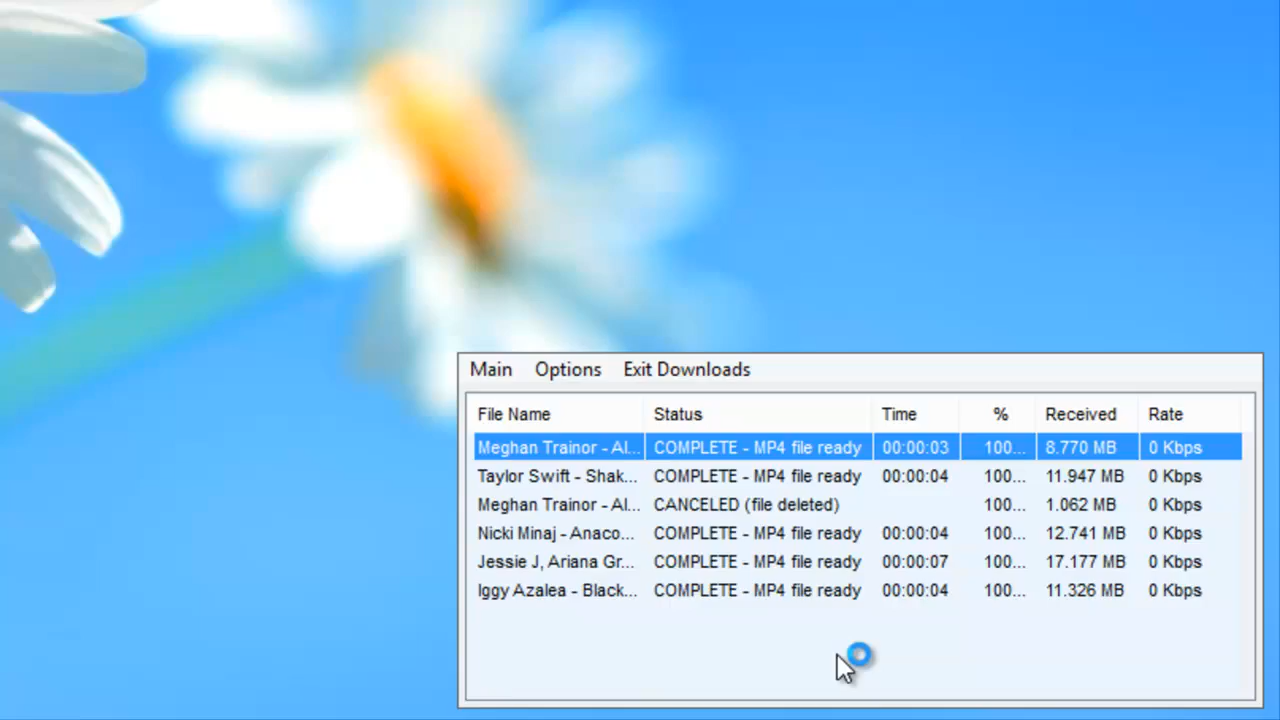 Main Options Exit Downloads
File Name Status Time % Received Rate
Meghan Trainor - Al... COMPLETE - MP4 file ready 00:00:03 100... 8.770 MB 0 Kbps
Taylor Swift - Shak... COMPLETE - MP4 file ready 00:00:04 100... 11.947 MB 0 Kbps
Meghan Trainor - Al... CANCELED (file deleted) 100... 1.062 MB 0 Kbps
Nicki Minaj - Anaco... COMPLETE - MP4 file ready 00:00:04 100... 12.741 MB 0 Kbps
Jessie J, Ariana Gr... COMPLETE - MP4 file ready 00:00:07 100... 17.177 MB 0 Kbps
Iggy Azalea - Black... COMPLETE - MP4 file ready 00:00:04 100... 11.326 MB 0 Kbps